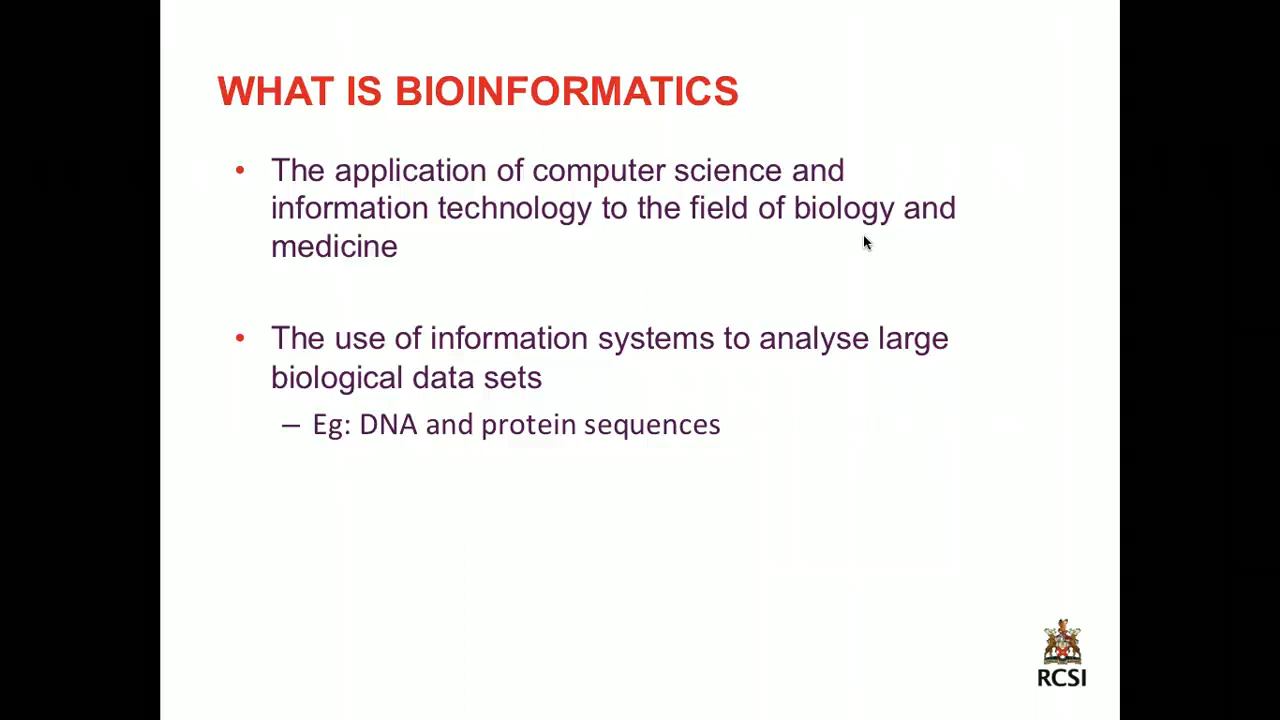 WHAT IS BIOINFORMATICS
• The application of computer science and
information technology to the field of biology and
medicine
• The use of information systems to analyse large
biological data sets
– Eg: DNA and protein sequences
RCSI